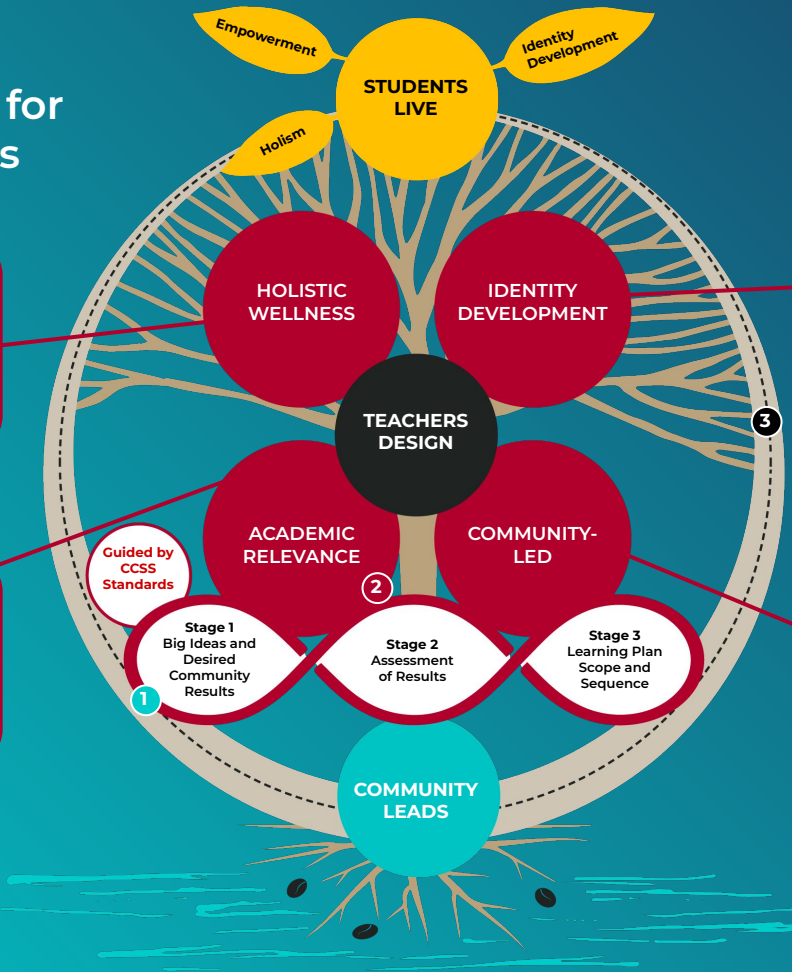 Empowerment
Identity
Development
STUDENTS
LIVE
for
s
Holism
HOLISTIC
WELLNESS
IDENTITY
DEVELOPMENT
TEACHERS
DESIGN
3
ACADEMIC
RELEVANCE
COMMUNITY-
LED
Guided by
CCSS
Standards
2
Stage 1
Big Ideas and
Desired
Community
Results
Stage 2
Assessment
of Results
Stage 3
Learning Plan
Scope and
Sequence
1
COMMUNITY
LEADS